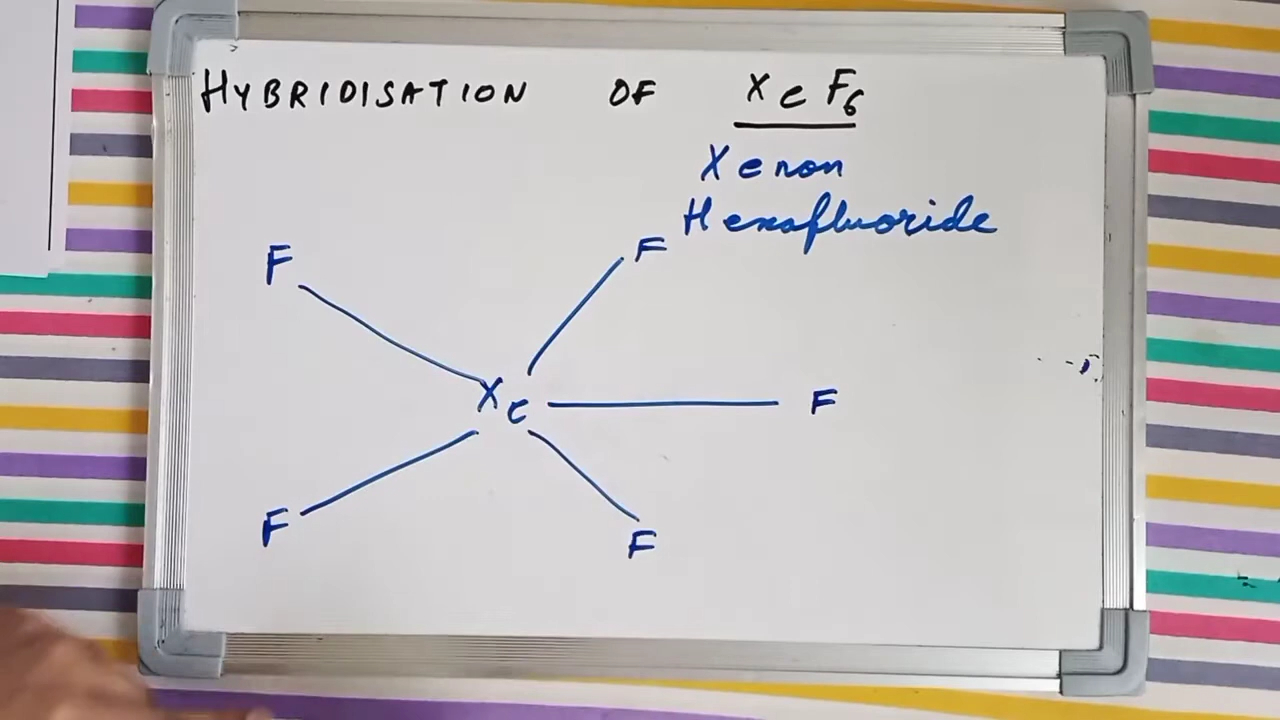 HYBRIDISATION OF XeF6
Xenon
Hexafluoride
F F
Xe F
F F